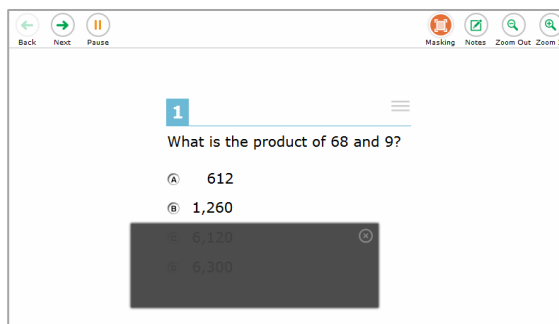 Back Next Pause Masking Notes Zoom Out Zoom
1
What is the product of 68 and 9?
A 612
B 1,260
C 6,120
D 6,300